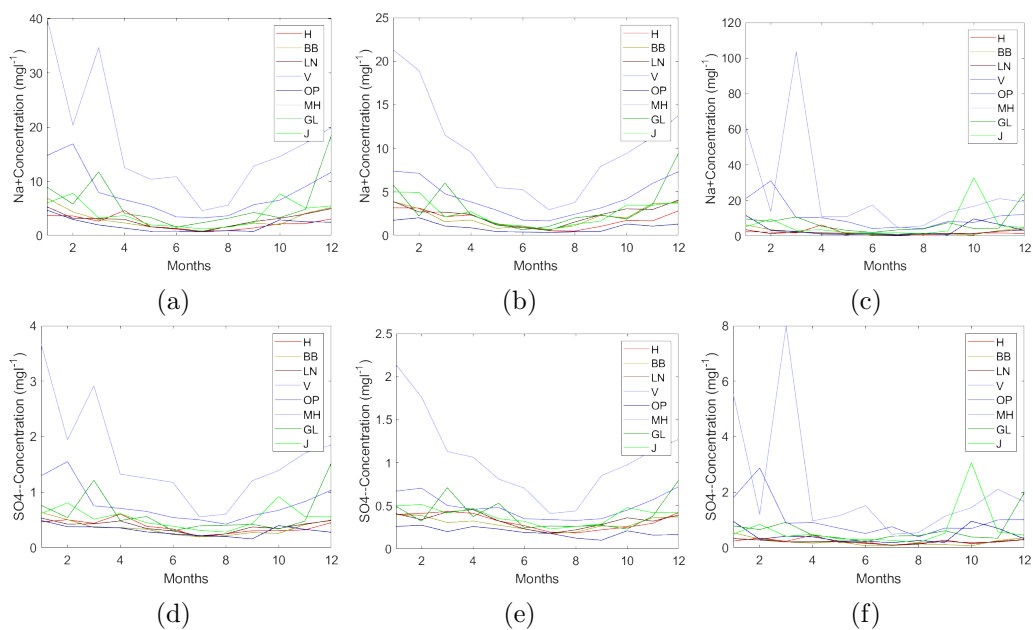 40
30
20
10
0
2 4 6 8 10 12
Months
Na+Concentration (mgl⁻¹)
H
BB
LN
V
OP
MH
GL
J
(a)
25
20
15
10
5
0
2 4 6 8 10 12
Months
Na+Concentration (mgl⁻¹)
H
BB
LN
V
OP
MH
GL
J
(b)
120
100
80
60
40
20
0
2 4 6 8 10 12
Months
Na+Concentration (mgl⁻¹)
H
BB
LN
V
OP
MH
GL
J
(c)
4
3
2
1
0
2 4 6 8 10 12
Months
SO4--Concentration (mgl⁻¹)
H
BB
LN
V
OP
MH
GL
J
(d)
2.5
2
1.5
1
0.5
0
2 4 6 8 10 12
Months
SO4--Concentration (mgl⁻¹)
H
BB
LN
V
OP
MH
GL
J
(e)
8
6
4
2
0
2 4 6 8 10 12
Months
SO4--Concentration (mgl⁻¹)
H
BB
LN
V
OP
MH
GL
J
(f)